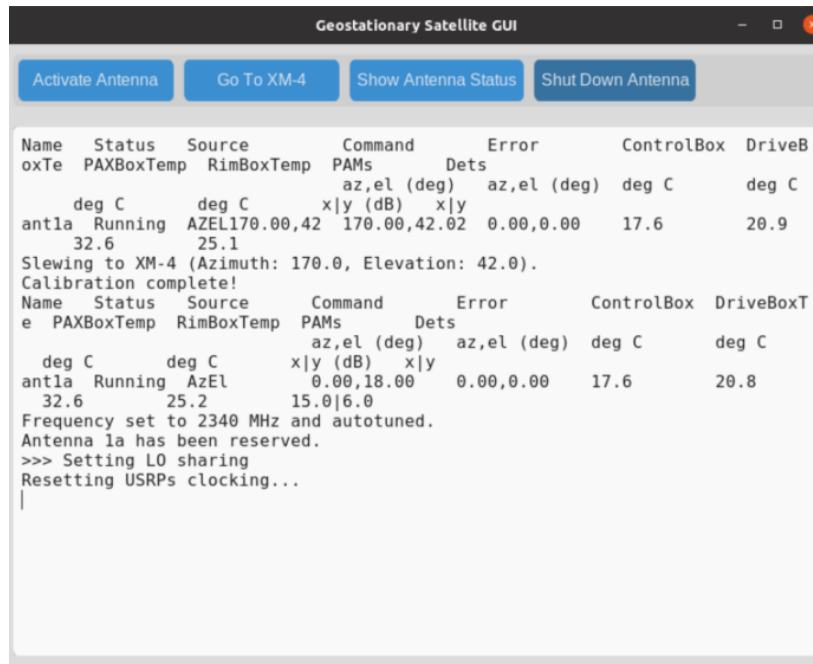 Geostationary Satellite GUI
Activate Antenna Go To XM-4 Show Antenna Status Shut Down Antenna
Name Status Source Command Error ControlBox DriveB
oxTe PAXBoxTemp RimBoxTemp PAMs Dets
az,el (deg) az,el (deg) deg C deg C
deg C deg C x|y (dB) x|y
ant1a Running AZEL170.00,42 170.00,42.02 0.00,0.00 17.6 20.9
32.6 25.1
Slewing to XM-4 (Azimuth: 170.0, Elevation: 42.0).
Calibration complete!
Name Status Source Command Error ControlBox DriveBoxT
e PAXBoxTemp RimBoxTemp PAMs Dets
az,el (deg) az,el (deg) deg C deg C
deg C deg C x|y (dB) x|y
ant1a Running AzEl 0.00,18.00 0.00,0.00 17.6 20.8
32.6 25.2 15.0|6.0
Frequency set to 2340 MHz and autotuned.
Antenna 1a has been reserved.
>>> Setting LO sharing
Resetting USRPs clocking...